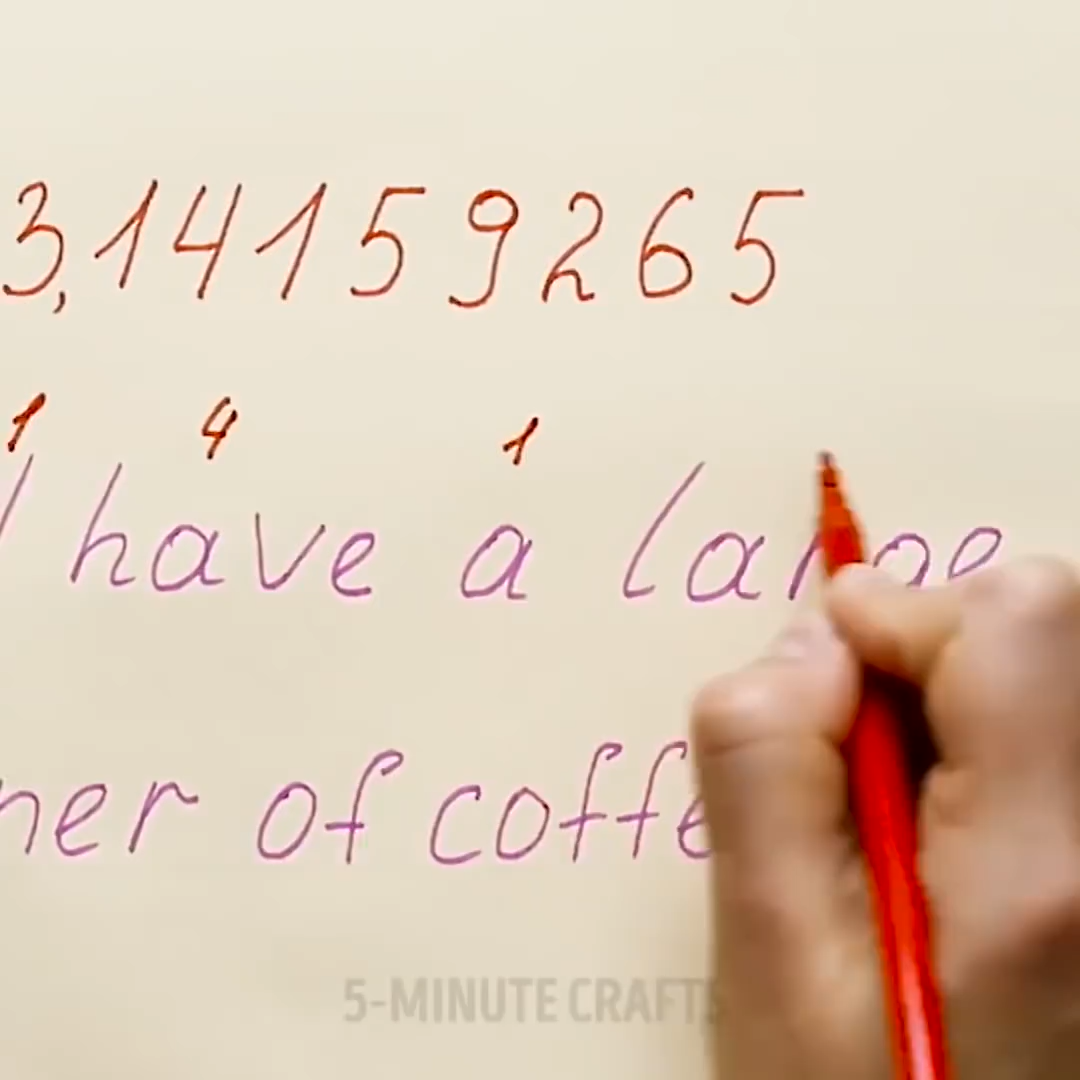 3,14159265
1 4 1
I have a large
ner of coffe
5-MINUTE CRAFTS